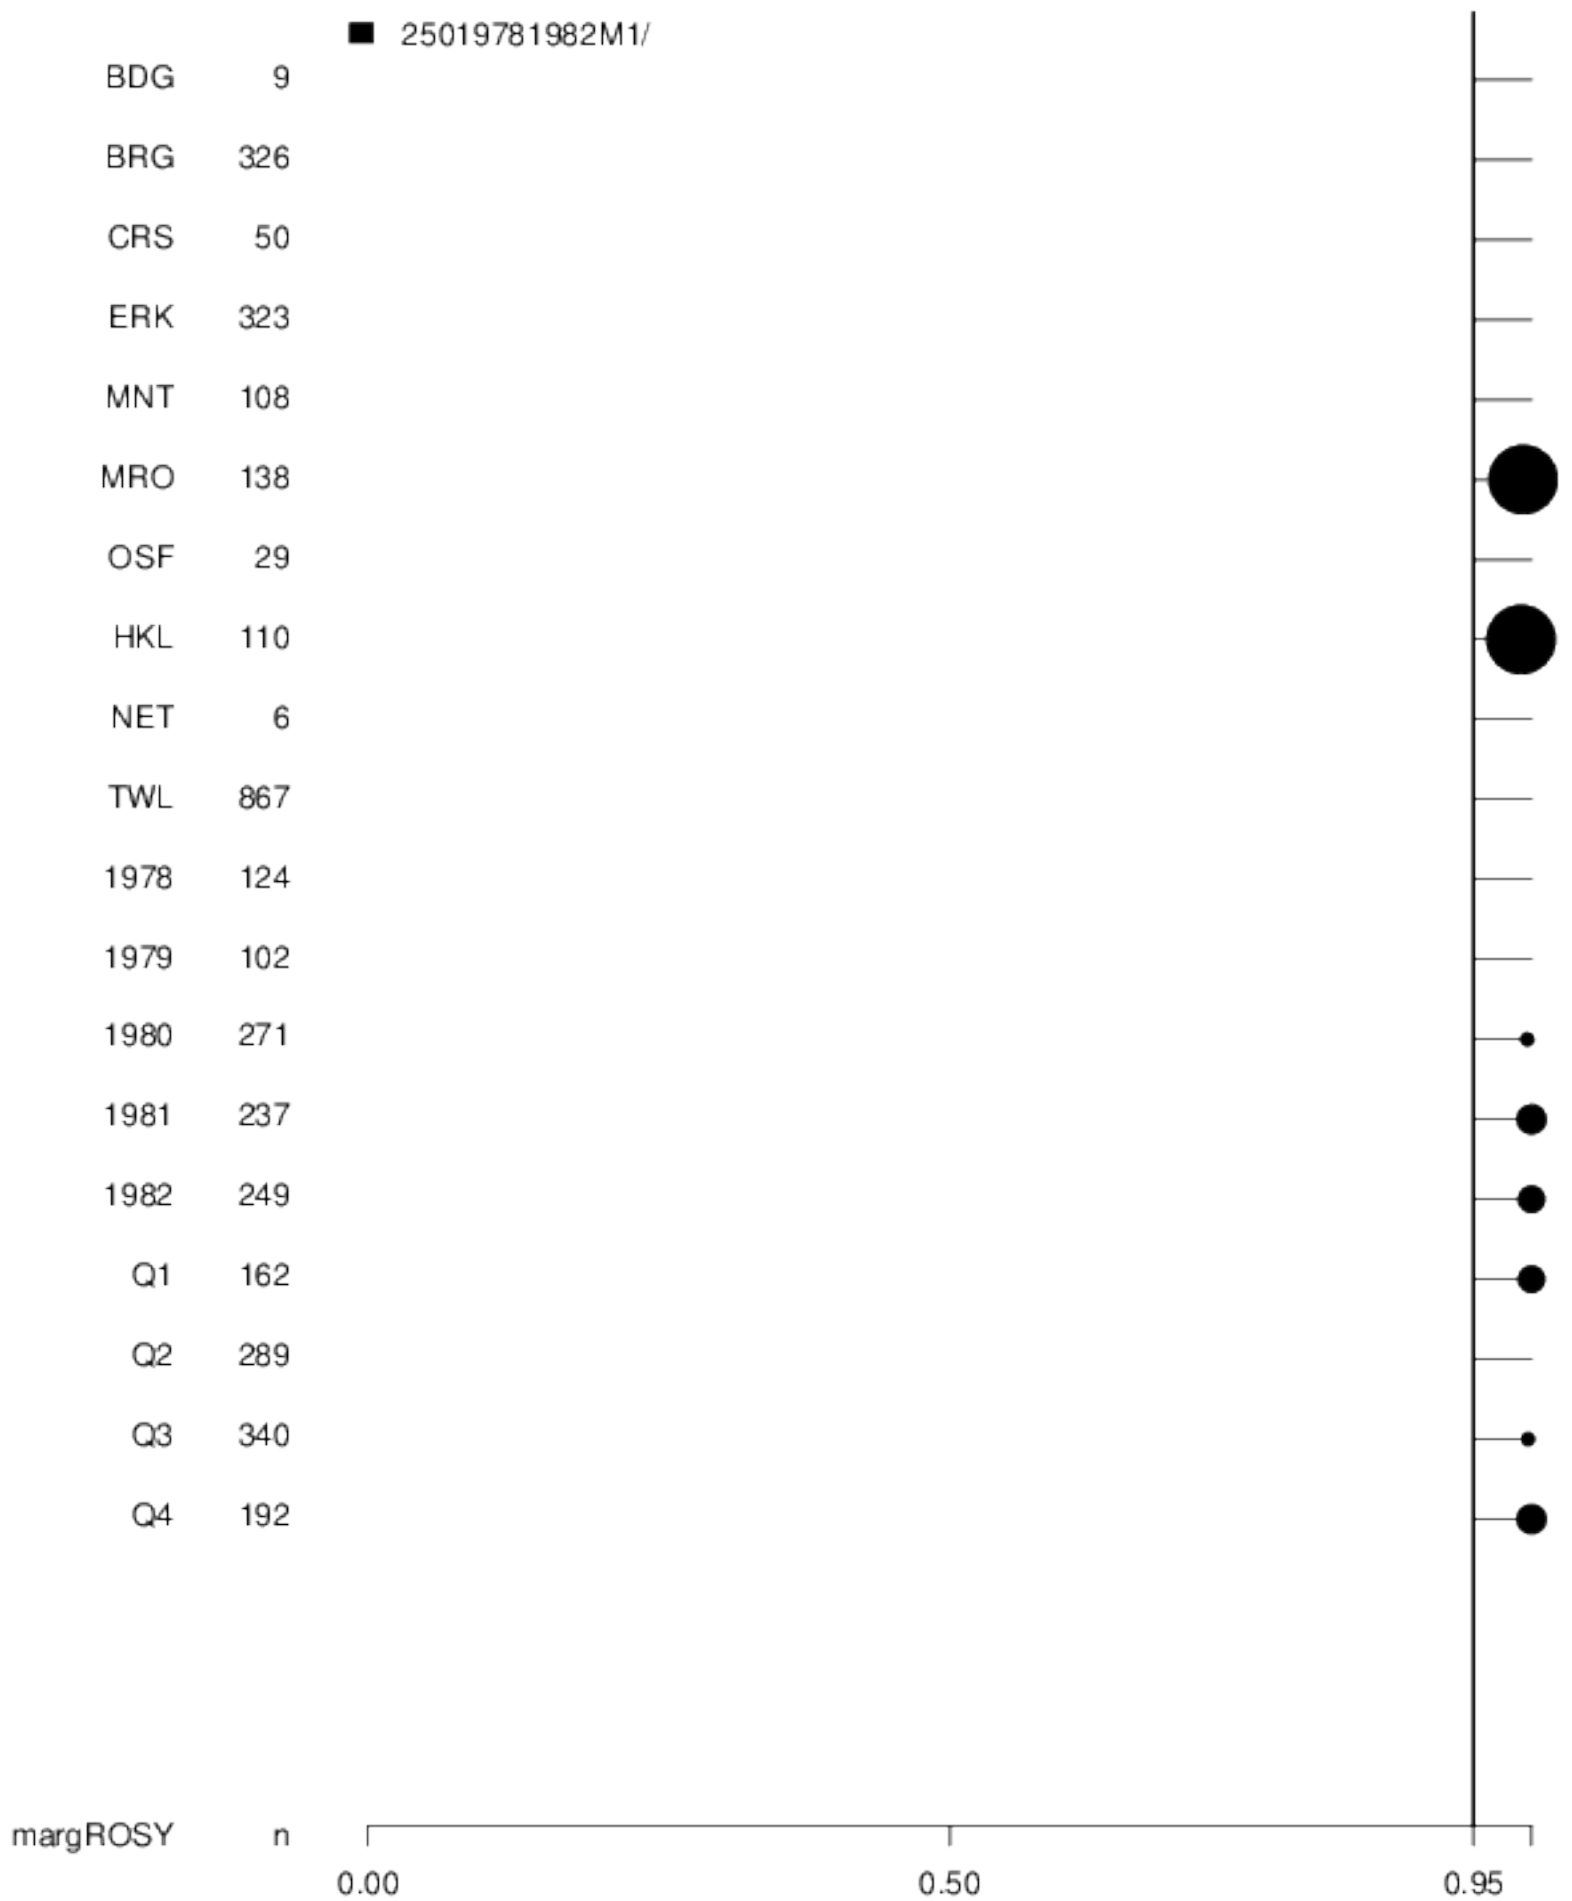 25019781982M1/
BDG 9
BRG 326
CRS 50
ERK 323
MNT 108
MRO 138
OSF 29
HKL 110
NET 6
TWL 867
1978 124
1979 102
1980 271
1981 237
1982 249
Q1 162
Q2 289
Q3 340
Q4 192
margROSY n
0.00 0.50 0.95